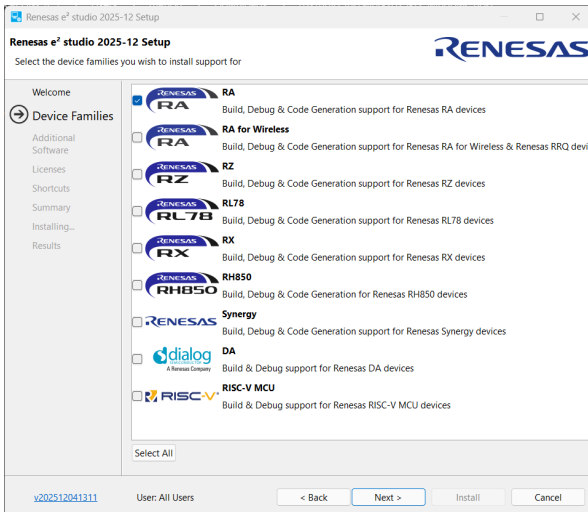 Renesas e² studio 2025-12 Setup
Renesas e² studio 2025-12 Setup
Select the device families you wish to install support for
RENESAS
Welcome
Device Families
Additional
Software
Licenses
Shortcuts
Summary
Installing...
Results
RENESAS
RA
RA
Build, Debug & Code Generation support for Renesas RA devices
RENESAS
RA
RA for Wireless
Build, Debug & Code Generation support for Renesas RA for Wireless & Renesas RRQ devi
RENESAS
RZ
RZ
Build, Debug & Code Generation support for Renesas RZ devices
RENESAS
RL78
RL78
Build, Debug & Code Generation support for Renesas RL78 devices
RENESAS
RX
RX
Build, Debug & Code Generation support for Renesas RX devices
RENESAS
RH850
RH850
Build, Debug & Code Generation for Renesas RH850 devices
RENESAS
Synergy
Build, Debug & Code Generation support for Renesas Synergy devices
dialog
A Renesas Company
DA
Build & Debug support for Renesas DA devices
RISC-V
RISC-V MCU
Build & Debug support for Renesas RISC-V MCU devices
Select All
v202512041311
User: All Users
< Back
Next >
Install
Cancel